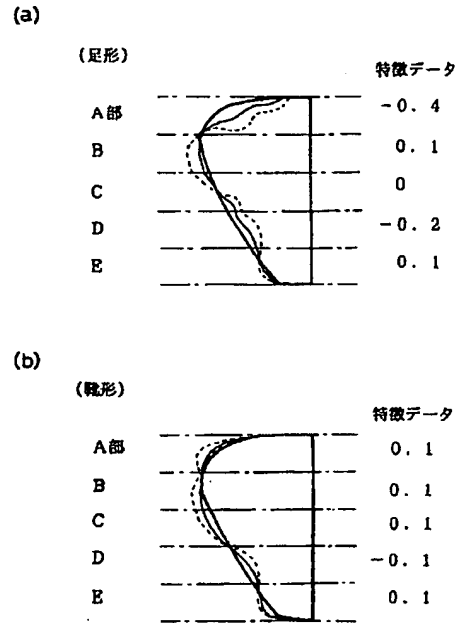 (a)
(足形)
特徴データ
A部 -0.4
B 0.1
C 0
D -0.2
E 0.1
(b)
(靴形)
特徴データ
A部 0.1
B 0.1
C 0.1
D -0.1
E 0.1